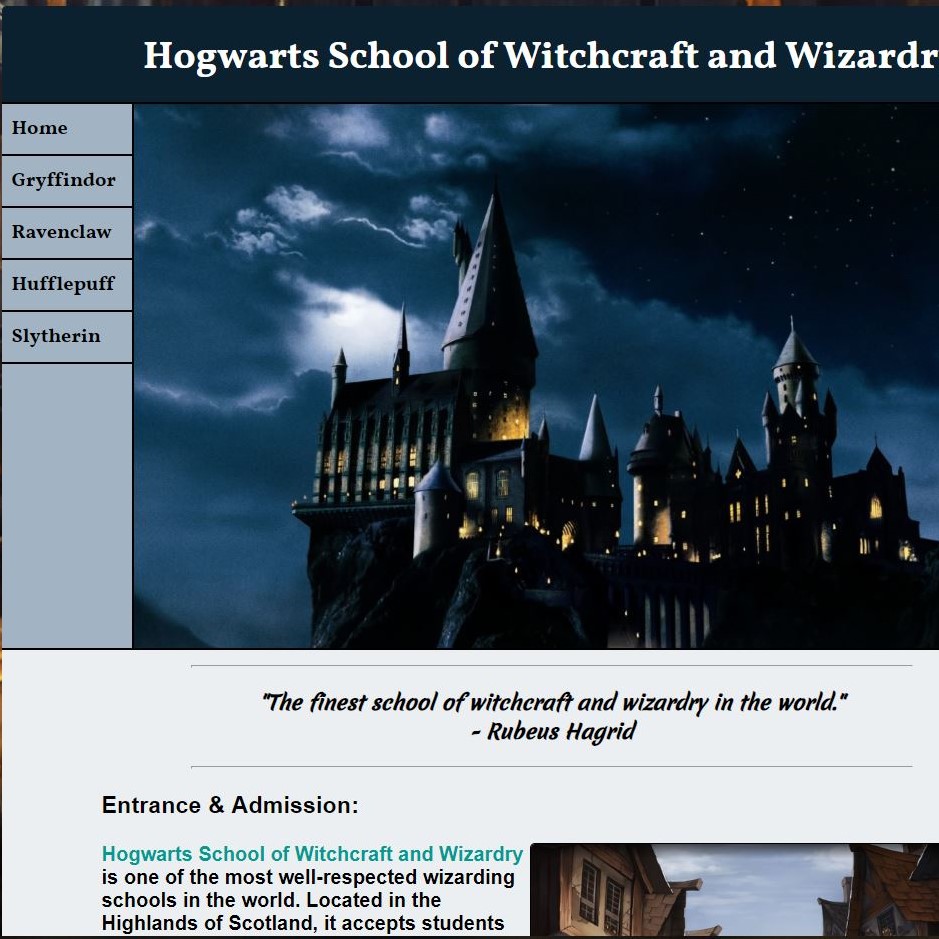 Hogwarts School of Witchcraft and Wizardr
Home
Gryffindor
Ravenclaw
Hufflepuff
Slytherin
"The finest school of witchcraft and wizardry in the world."
- Rubeus Hagrid
Entrance & Admission:
Hogwarts School of Witchcraft and Wizardry
is one of the most well-respected wizarding
schools in the world. Located in the
Highlands of Scotland, it accepts students